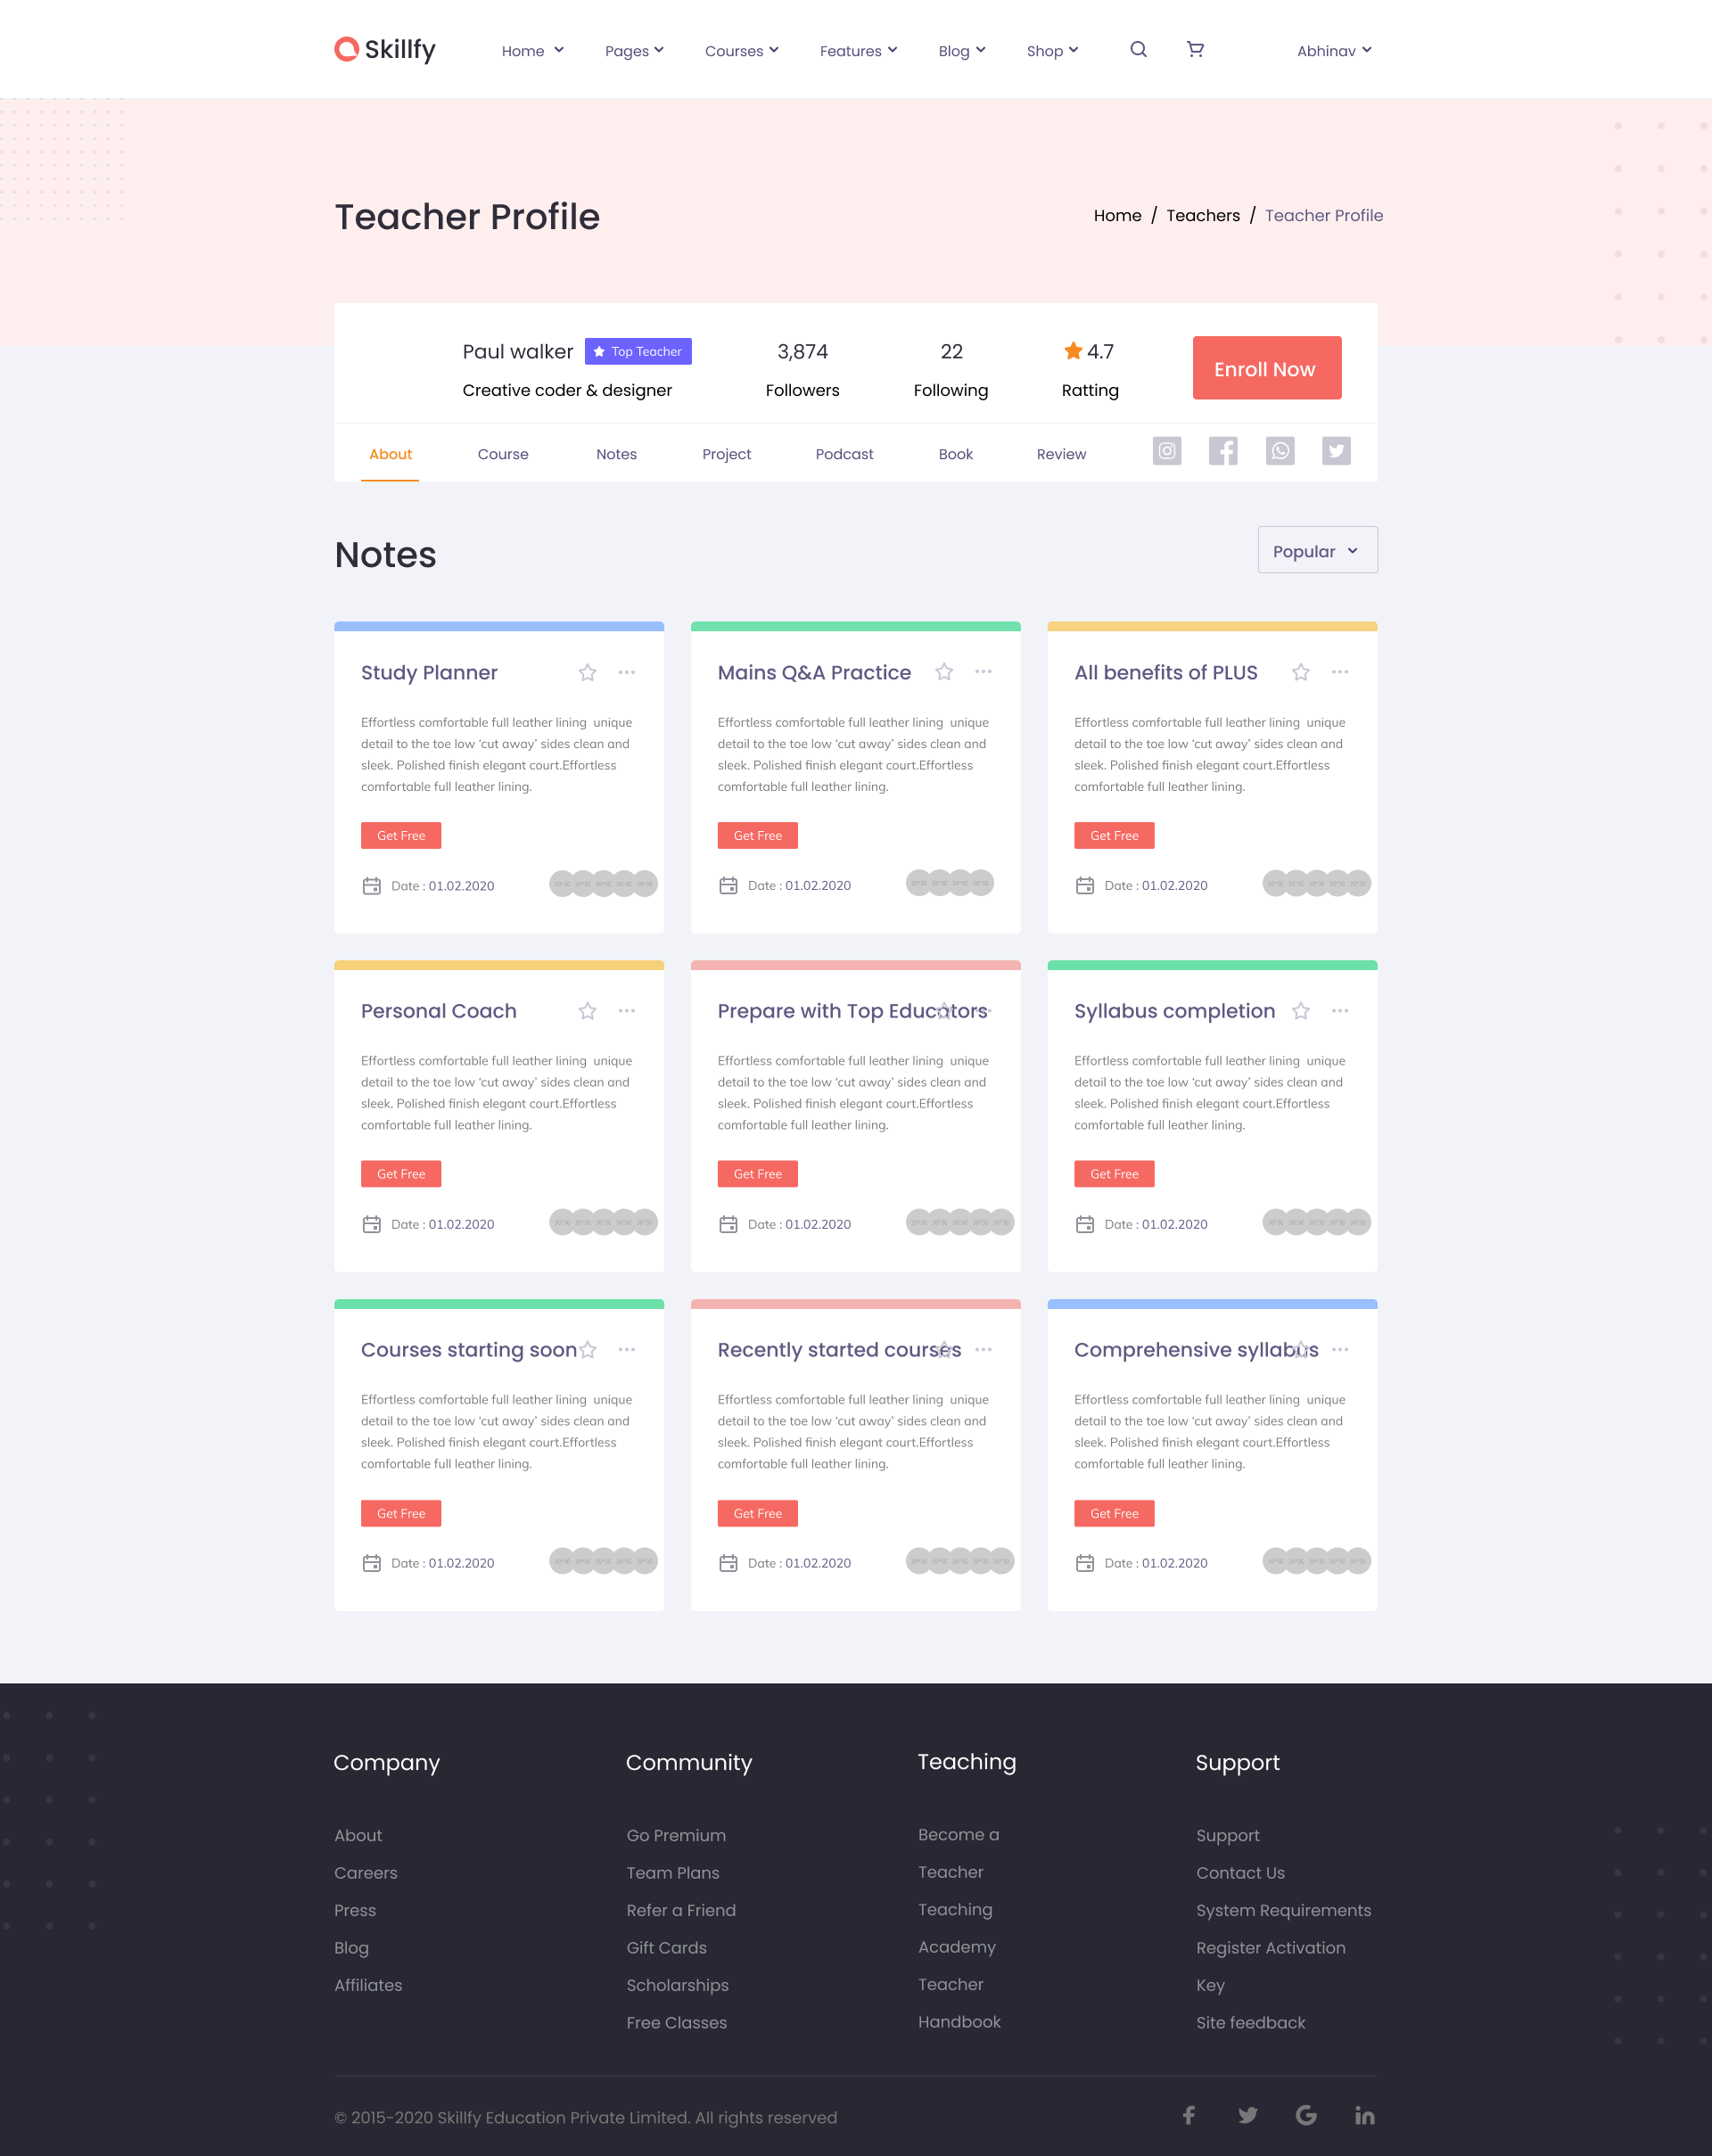 Skillfy Home Pages Courses Features Blog Shop Abhinav
Teacher Profile
Home / Teachers / Teacher Profile
Paul walker Top Teacher 3,874 22 4.7 Enroll Now
Creative coder & designer Followers Following Ratting
About Course Notes Project Podcast Book Review
Notes
Popular
Study Planner
Effortless comfortable full leather lining unique
detail to the toe low ‘cut away’ sides clean and
sleek. Polished finish elegant court.Effortless
comfortable full leather lining.
Get Free
Date : 01.02.2020
Mains Q&A Practice
Effortless comfortable full leather lining unique
detail to the toe low ‘cut away’ sides clean and
sleek. Polished finish elegant court.Effortless
comfortable full leather lining.
Get Free
Date : 01.02.2020
All benefits of PLUS
Effortless comfortable full leather lining unique
detail to the toe low ‘cut away’ sides clean and
sleek. Polished finish elegant court.Effortless
comfortable full leather lining.
Get Free
Date : 01.02.2020
Personal Coach
Effortless comfortable full leather lining unique
detail to the toe low ‘cut away’ sides clean and
sleek. Polished finish elegant court.Effortless
comfortable full leather lining.
Get Free
Date : 01.02.2020
Prepare with Top Educators
Effortless comfortable full leather lining unique
detail to the toe low ‘cut away’ sides clean and
sleek. Polished finish elegant court.Effortless
comfortable full leather lining.
Get Free
Date : 01.02.2020
Syllabus completion
Effortless comfortable full leather lining unique
detail to the toe low ‘cut away’ sides clean and
sleek. Polished finish elegant court.Effortless
comfortable full leather lining.
Get Free
Date : 01.02.2020
Courses starting soon
Effortless comfortable full leather lining unique
detail to the toe low ‘cut away’ sides clean and
sleek. Polished finish elegant court.Effortless
comfortable full leather lining.
Get Free
Date : 01.02.2020
Recently started courses
Effortless comfortable full leather lining unique
detail to the toe low ‘cut away’ sides clean and
sleek. Polished finish elegant court.Effortless
comfortable full leather lining.
Get Free
Date : 01.02.2020
Comprehensive syllabus
Effortless comfortable full leather lining unique
detail to the toe low ‘cut away’ sides clean and
sleek. Polished finish elegant court.Effortless
comfortable full leather lining.
Get Free
Date : 01.02.2020
Company
About
Careers
Press
Blog
Affiliates
Community
Go Premium
Team Plans
Refer a Friend
Gift Cards
Scholarships
Free Classes
Teaching
Become a
Teacher
Teaching
Academy
Teacher
Handbook
Support
Support
Contact Us
System Requirements
Register Activation
Key
Site feedback
© 2015-2020 Skillfy Education Private Limited. All rights reserved